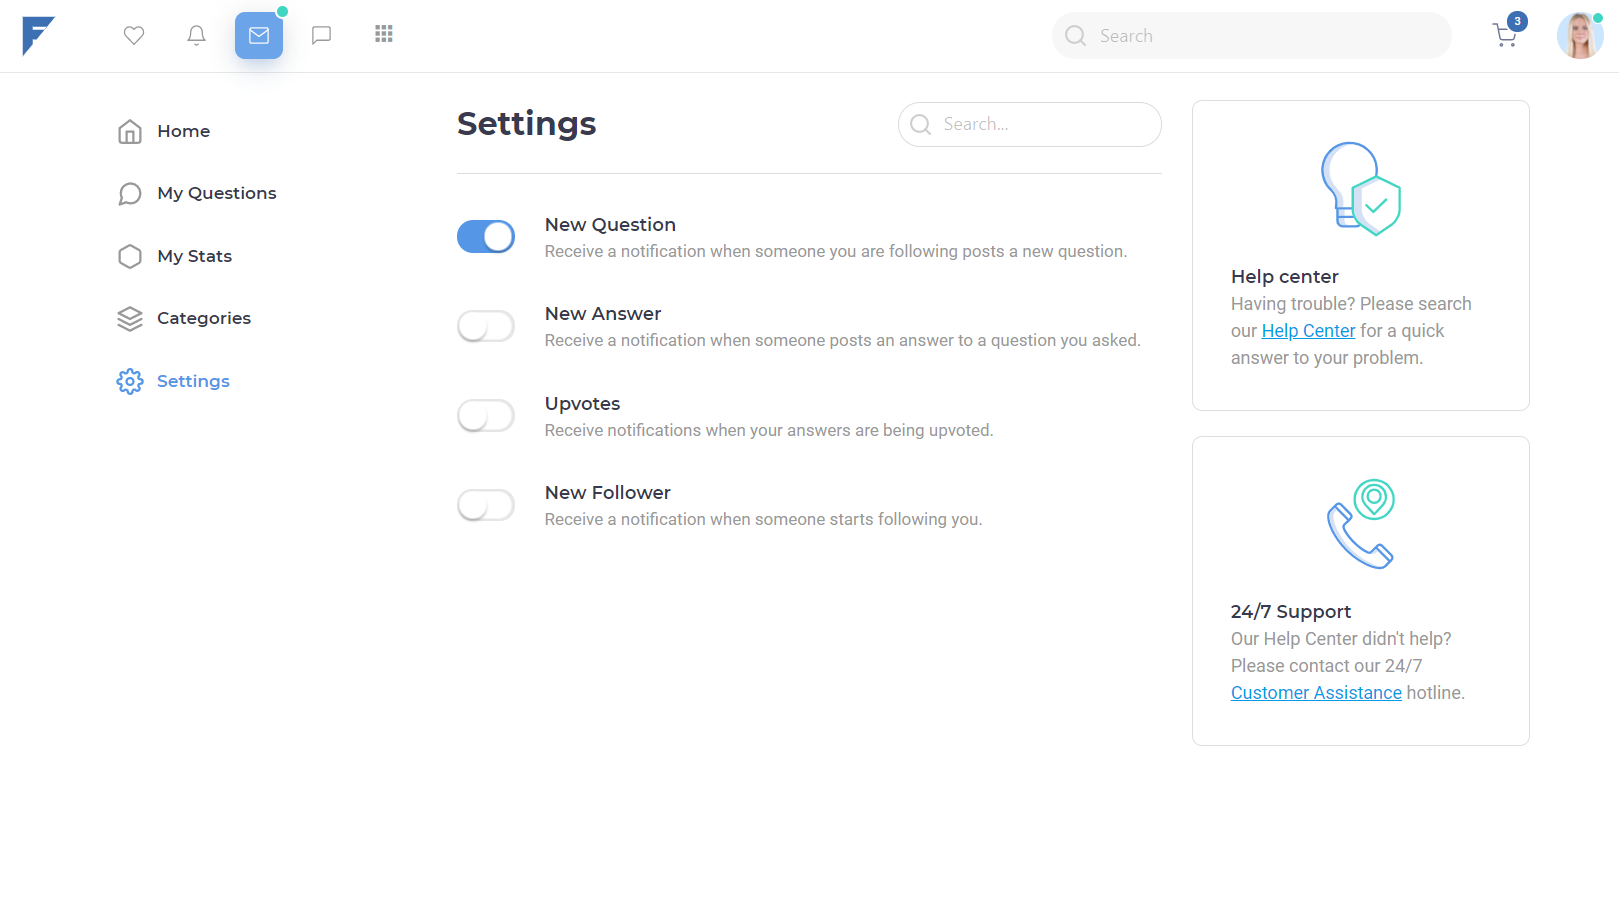 Search
3
Home
My Questions
My Stats
Categories
Settings
Settings
Search...
New Question
Receive a notification when someone you are following posts a new question.
New Answer
Receive a notification when someone posts an answer to a question you asked.
Upvotes
Receive notifications when your answers are being upvoted.
New Follower
Receive a notification when someone starts following you.
Help center
Having trouble? Please search
our Help Center for a quick
answer to your problem.
24/7 Support
Our Help Center didn't help?
Please contact our 24/7
Customer Assistance hotline.